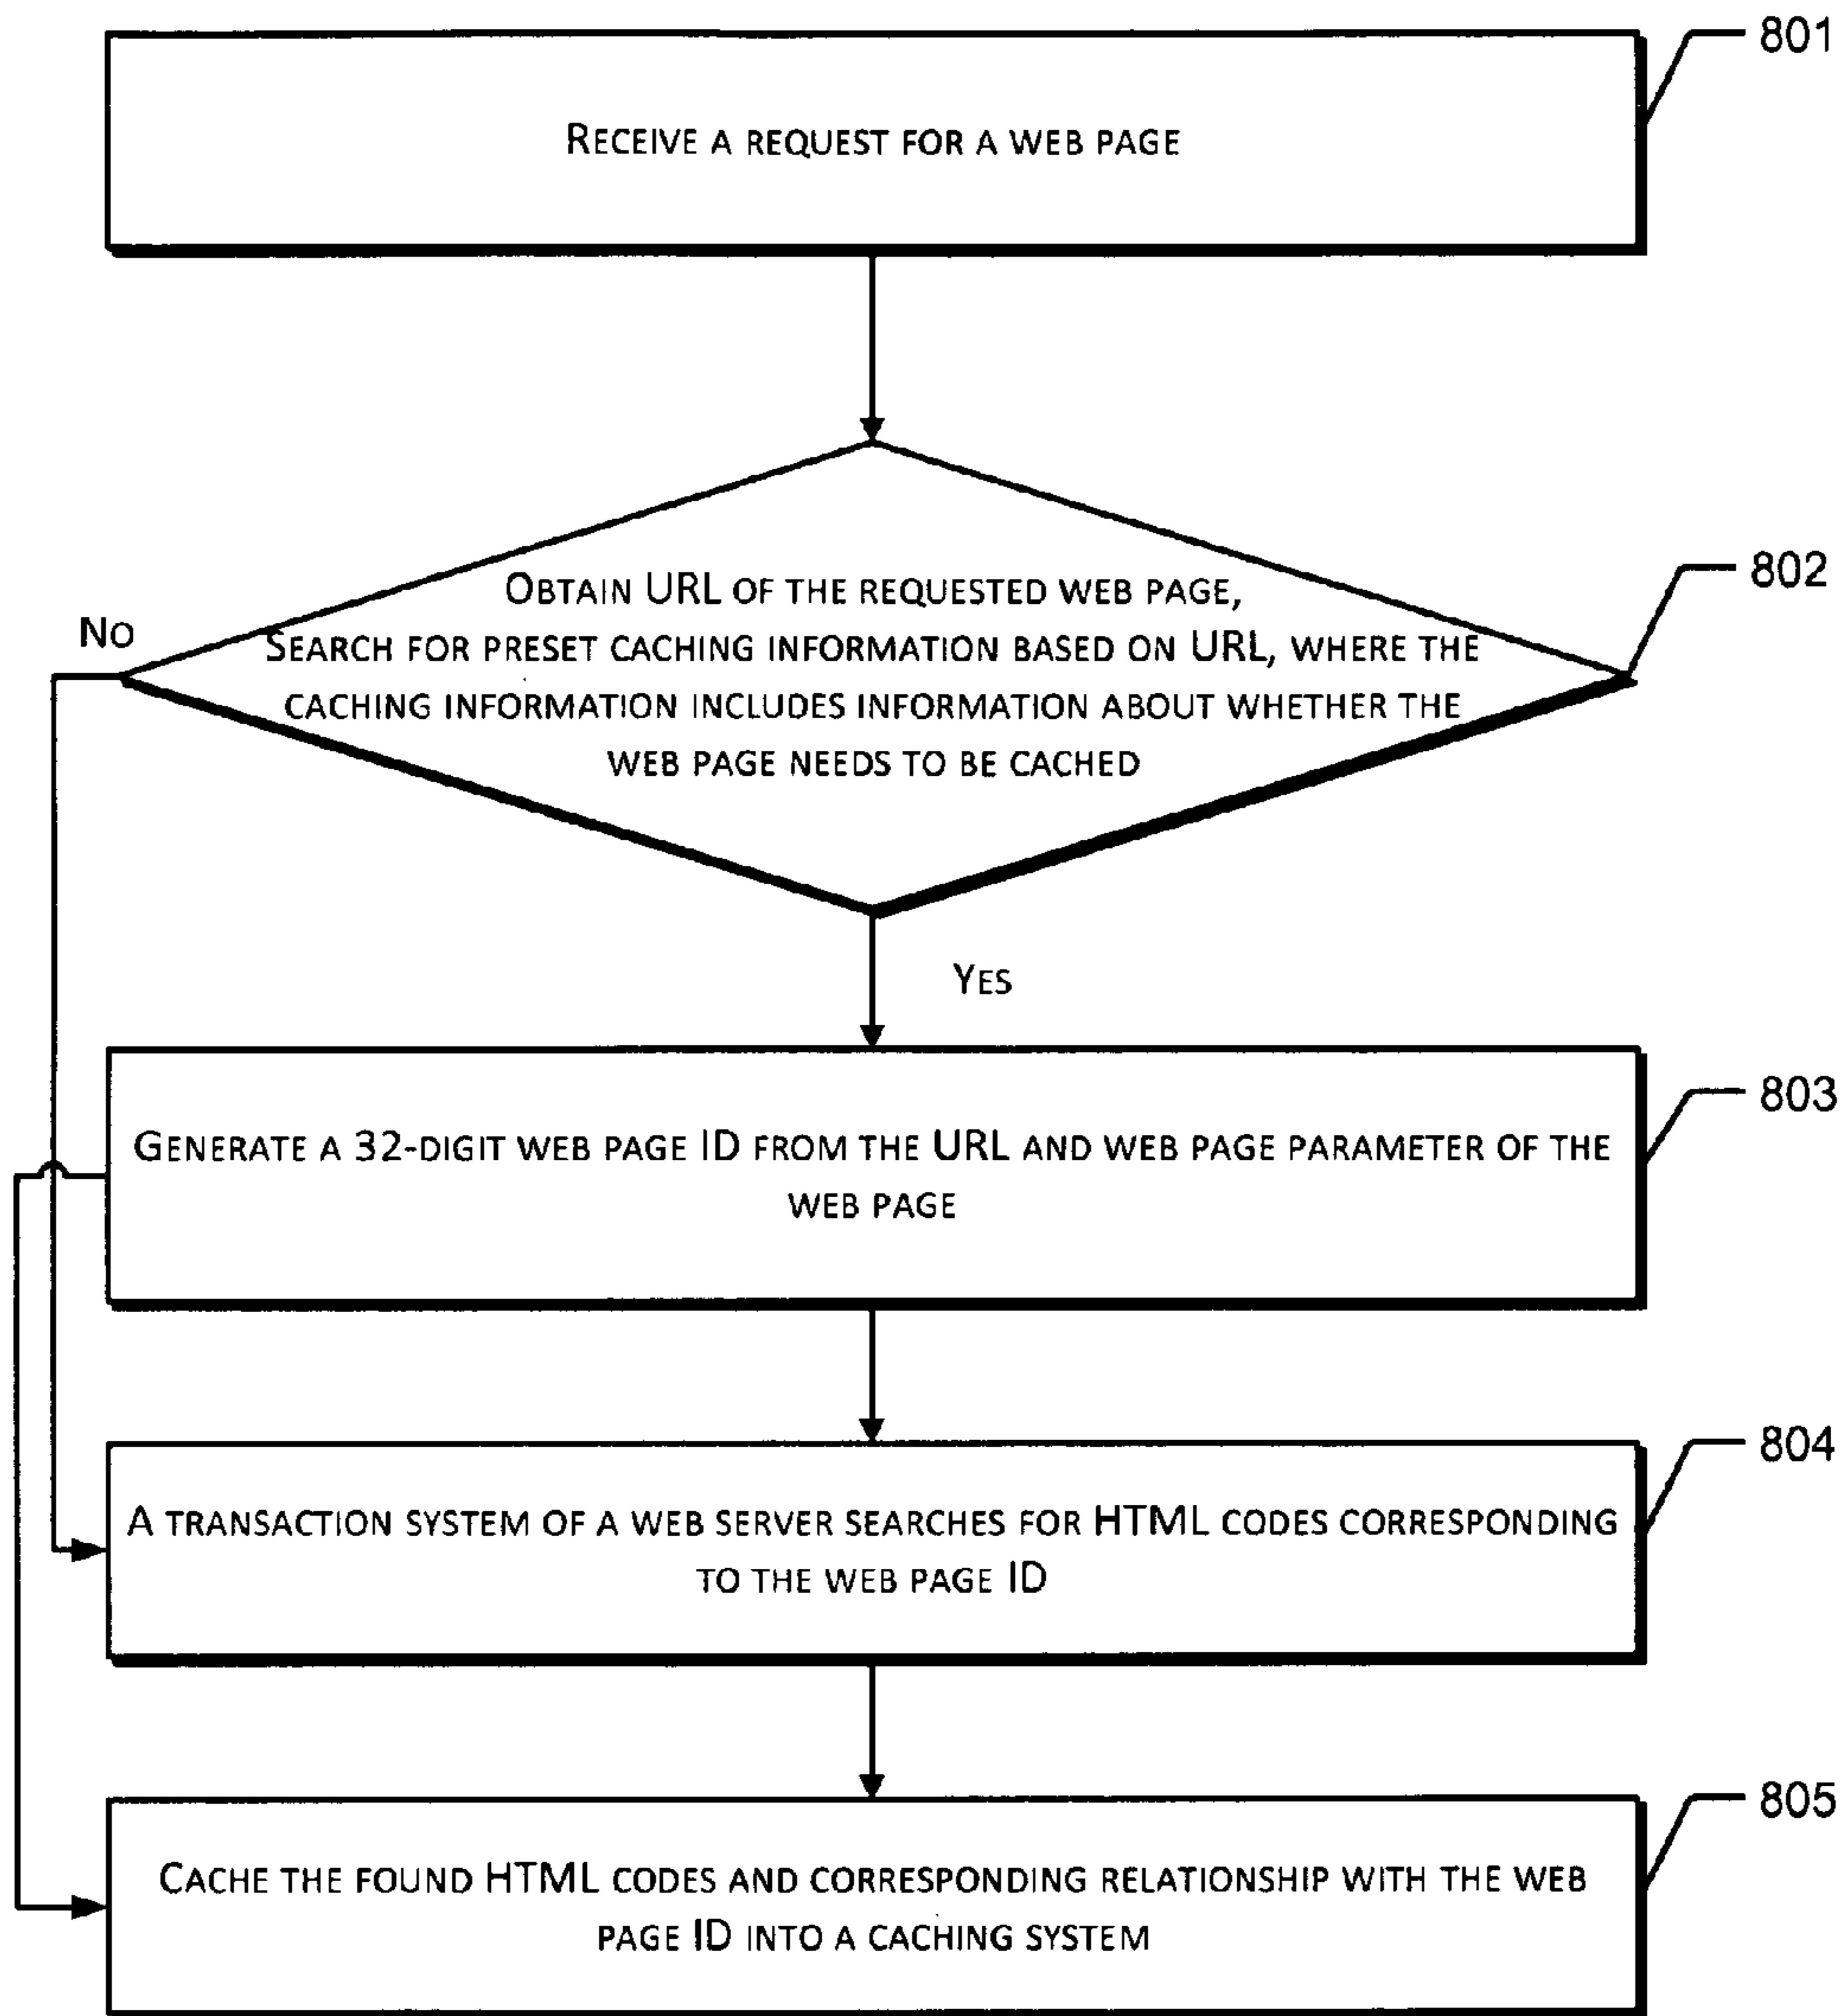 801
RECEIVE A REQUEST FOR A WEB PAGE
802
OBTAIN URL OF THE REQUESTED WEB PAGE,
SEARCH FOR PRESET CACHING INFORMATION BASED ON URL, WHERE THE
CACHING INFORMATION INCLUDES INFORMATION ABOUT WHETHER THE
WEB PAGE NEEDS TO BE CACHED
NO
YES
803
GENERATE A 32-DIGIT WEB PAGE ID FROM THE URL AND WEB PAGE PARAMETER OF THE
WEB PAGE
804
A TRANSACTION SYSTEM OF A WEB SERVER SEARCHES FOR HTML CODES CORRESPONDING
TO THE WEB PAGE ID
805
CACHE THE FOUND HTML CODES AND CORRESPONDING RELATIONSHIP WITH THE WEB
PAGE ID INTO A CACHING SYSTEM